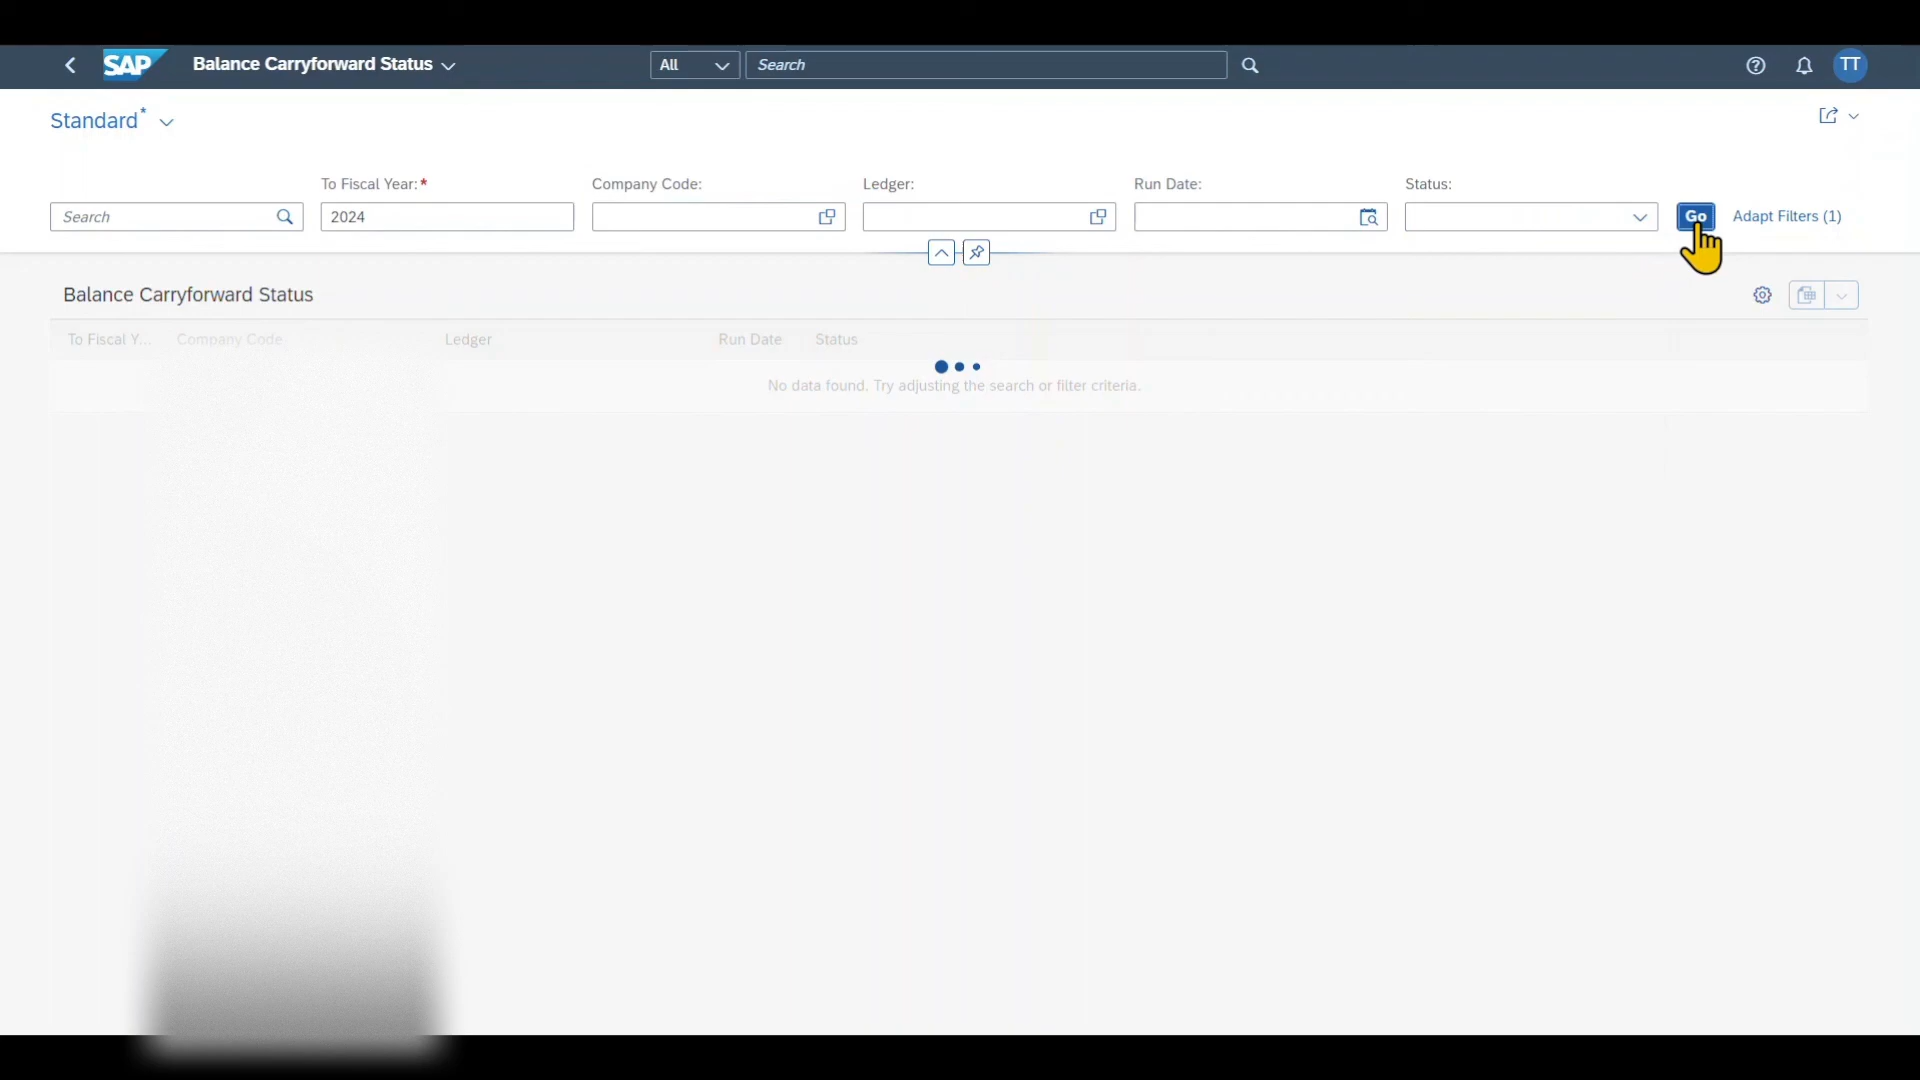 SAP Balance Carryforward Status All Search TT
Standard*
To Fiscal Year:* Company Code: Ledger: Run Date: Status:
Search 2024 Go Adapt Filters (1)
Balance Carryforward Status
To Fiscal Y... Company Code Ledger Run Date Status
No data found. Try adjusting the search or filter criteria.